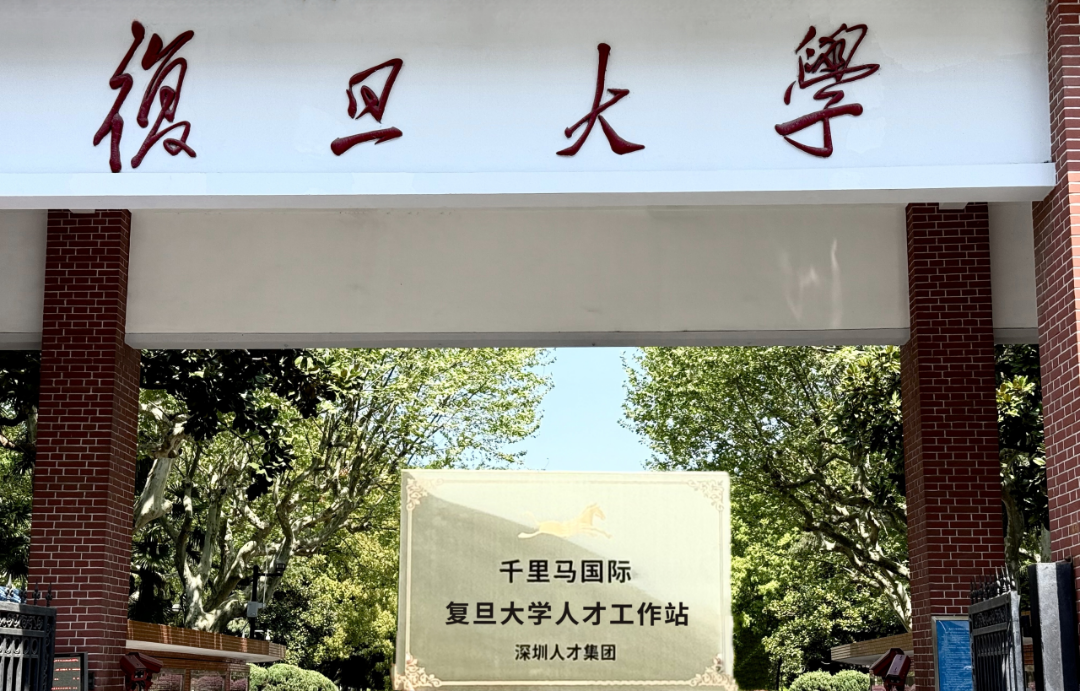 復旦大學
千里马国际
复旦大学人才工作站
深圳人才集团